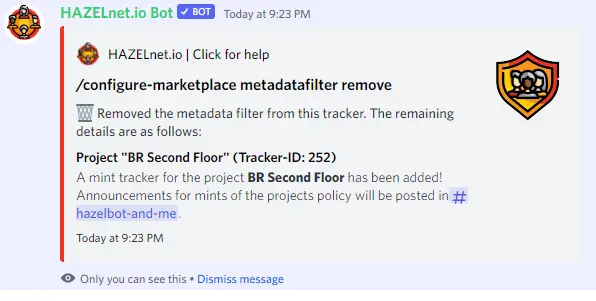 HAZELnet.io Bot ✔ BOT Today at 9:23 PM
HAZELnet.io | Click for help
/configure-marketplace metadatafilter remove
🗑 Removed the metadata filter from this tracker. The remaining
details are as follows:
Project "BR Second Floor" (Tracker-ID: 252)
A mint tracker for the project BR Second Floor has been added!
Announcements for mints of the projects policy will be posted in #
hazelbot-and-me.
Today at 9:23 PM
Only you can see this • Dismiss message